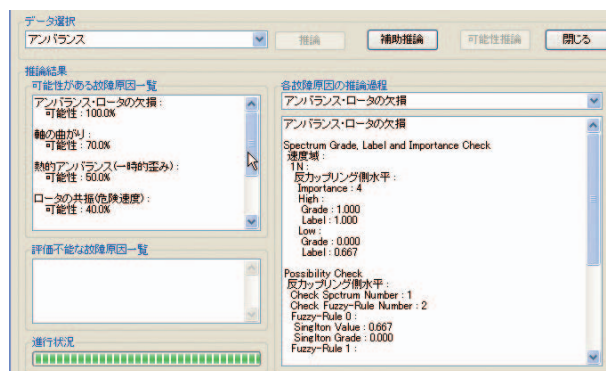 データ選択
アンバランス
推論
補助推論
可能性推論
閉じる
推論結果
可能性がある故障原因一覧
アンバランス・ロータの欠損：
可能性：100.0%
軸の曲がり：
可能性：70.0%
熱的アンバランス(一時的歪み)：
可能性：50.0%
ロータの共振(危険速度)：
可能性：40.0%
評価不能な故障原因一覧
進行状況
各故障原因の推論過程
アンバランス・ロータの欠損
アンバランス・ロータの欠損
Spectrum Grade, Label and Importance Check
速度域：
1N：
反カップリング側水平：
Importance : 4
High :
Grade : 1.000
Label : 1.000
Low :
Grade : 0.000
Label : 0.667
Possibility Check
反カップリング側水平：
Check Spctrum Number : 1
Check Fuzzy-Rule Number : 2
Fuzzy-Rule 0 :
Singlton Value : 0.667
Singlton Grade : 0.000
Fuzzy-Rule 1 :